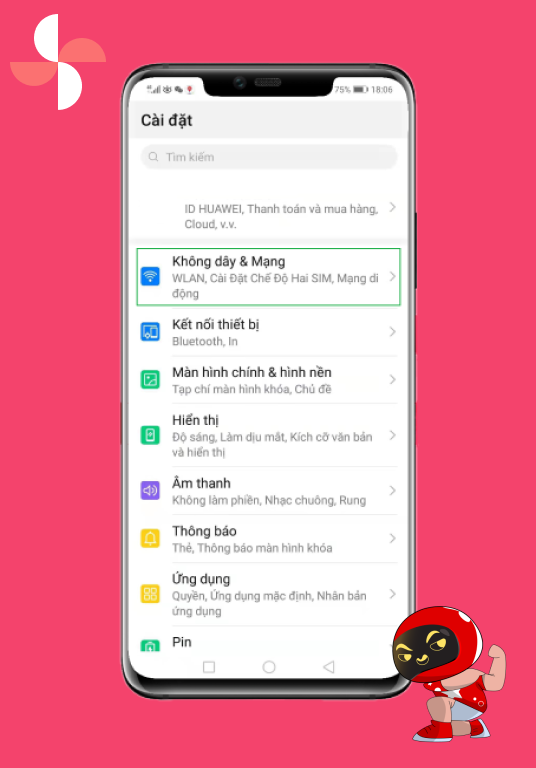 75% 18:06
Cài đặt
Tìm kiếm
ID HUAWEI, Thanh toán và mua hàng,
Cloud, v.v.
Không dây & Mạng
WLAN, Cài Đặt Chế Độ Hai SIM, Mạng di
động
Kết nối thiết bị
Bluetooth, In
Màn hình chính & hình nền
Tạp chí màn hình khóa, Chủ đề
Hiển thị
Độ sáng, Làm dịu mắt, Kích cỡ văn bản
và hiển thị
Âm thanh
Không làm phiền, Nhạc chuông, Rung
Thông báo
Thẻ, Thông báo màn hình khóa
Ứng dụng
Quyền, Ứng dụng mặc định, Nhân bản
ứng dụng
Pin